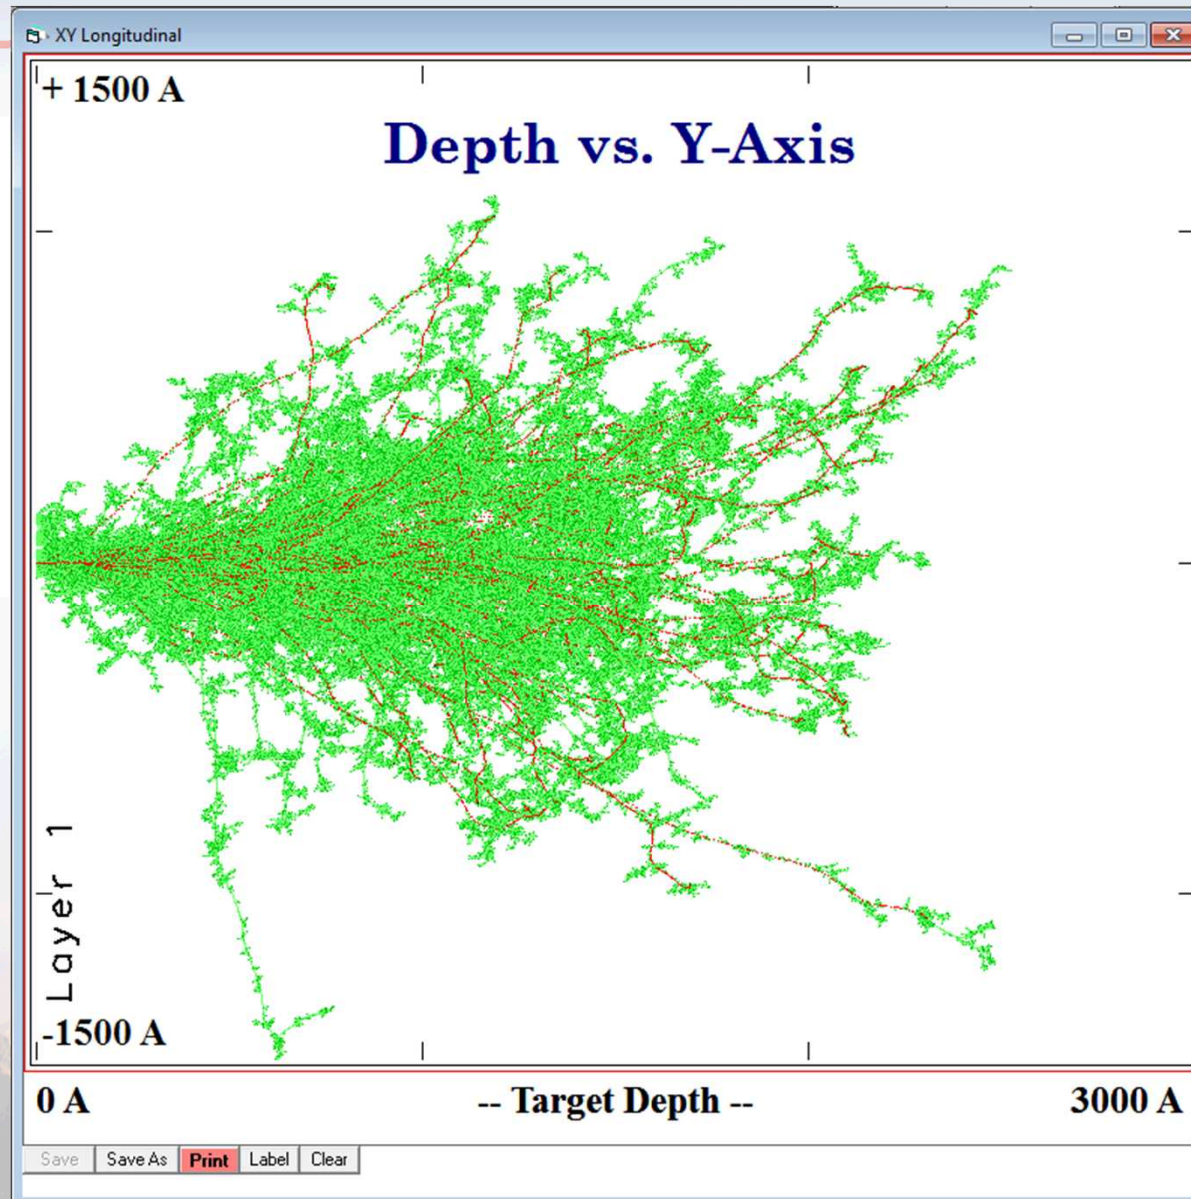 XY Longitudinal
+ 1500 A
Depth vs. Y-Axis
Layer 1
-1500 A
0 A
-- Target Depth --
3000 A
Save
Save As
Print
Label
Clear